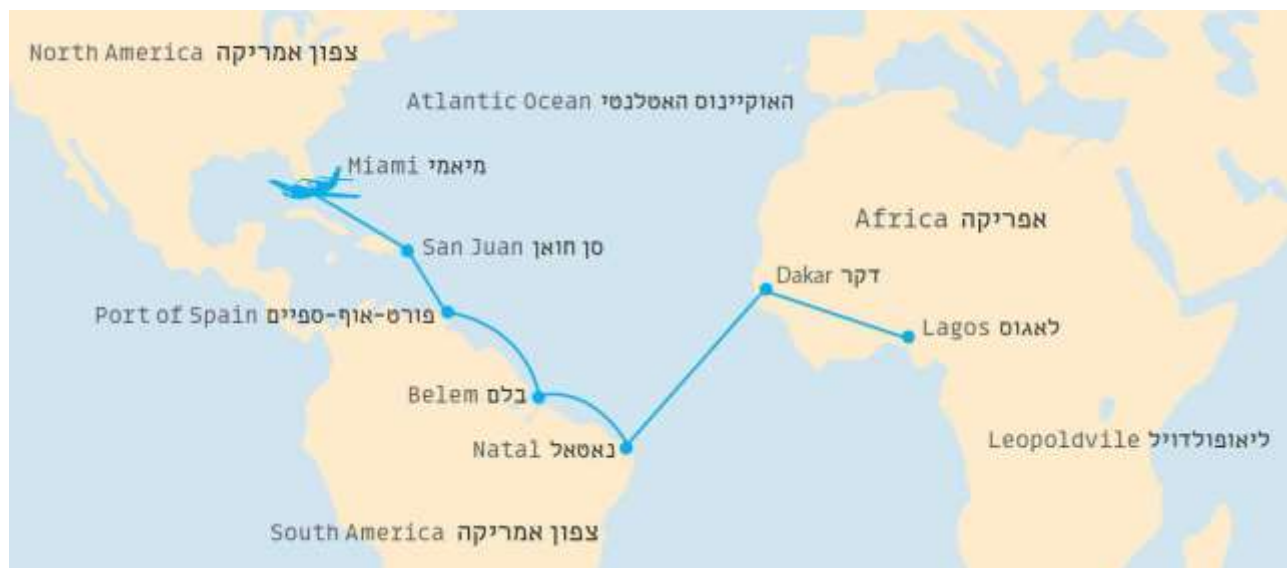 North America צפון אמריקה
Atlantic Ocean האוקיינוס האטלנטי
Miami מיאמי
Africa אפריקה
San Juan סן חואן
Dakar דקר
Port of Spain פורט-אוף-ספיים
Lagos לאגוס
Belem בלם
Leopoldvile ליאופולדויל
Natal נאטאל
South America צפון אמריקה